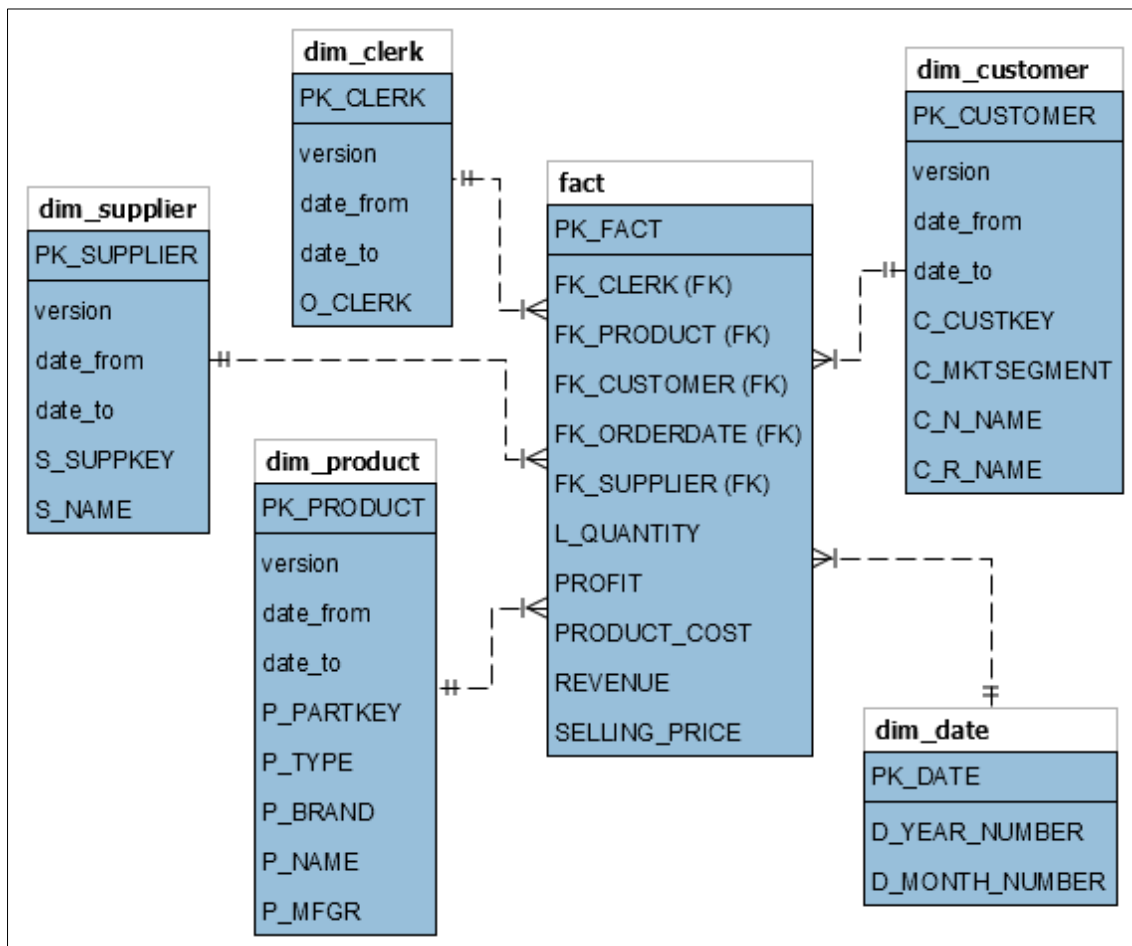 dim_clerk
PK_CLERK
version
date_from
date_to
O_CLERK
dim_customer
PK_CUSTOMER
version
date_from
date_to
C_CUSTKEY
C_MKTSEGMENT
C_N_NAME
C_R_NAME
fact
PK_FACT
FK_CLERK (FK)
FK_PRODUCT (FK)
FK_CUSTOMER (FK)
FK_ORDERDATE (FK)
FK_SUPPLIER (FK)
L_QUANTITY
PROFIT
PRODUCT_COST
REVENUE
SELLING_PRICE
dim_supplier
PK_SUPPLIER
version
date_from
date_to
S_SUPPKEY
S_NAME
dim_product
PK_PRODUCT
version
date_from
date_to
P_PARTKEY
P_TYPE
P_BRAND
P_NAME
P_MFGR
dim_date
PK_DATE
D_YEAR_NUMBER
D_MONTH_NUMBER